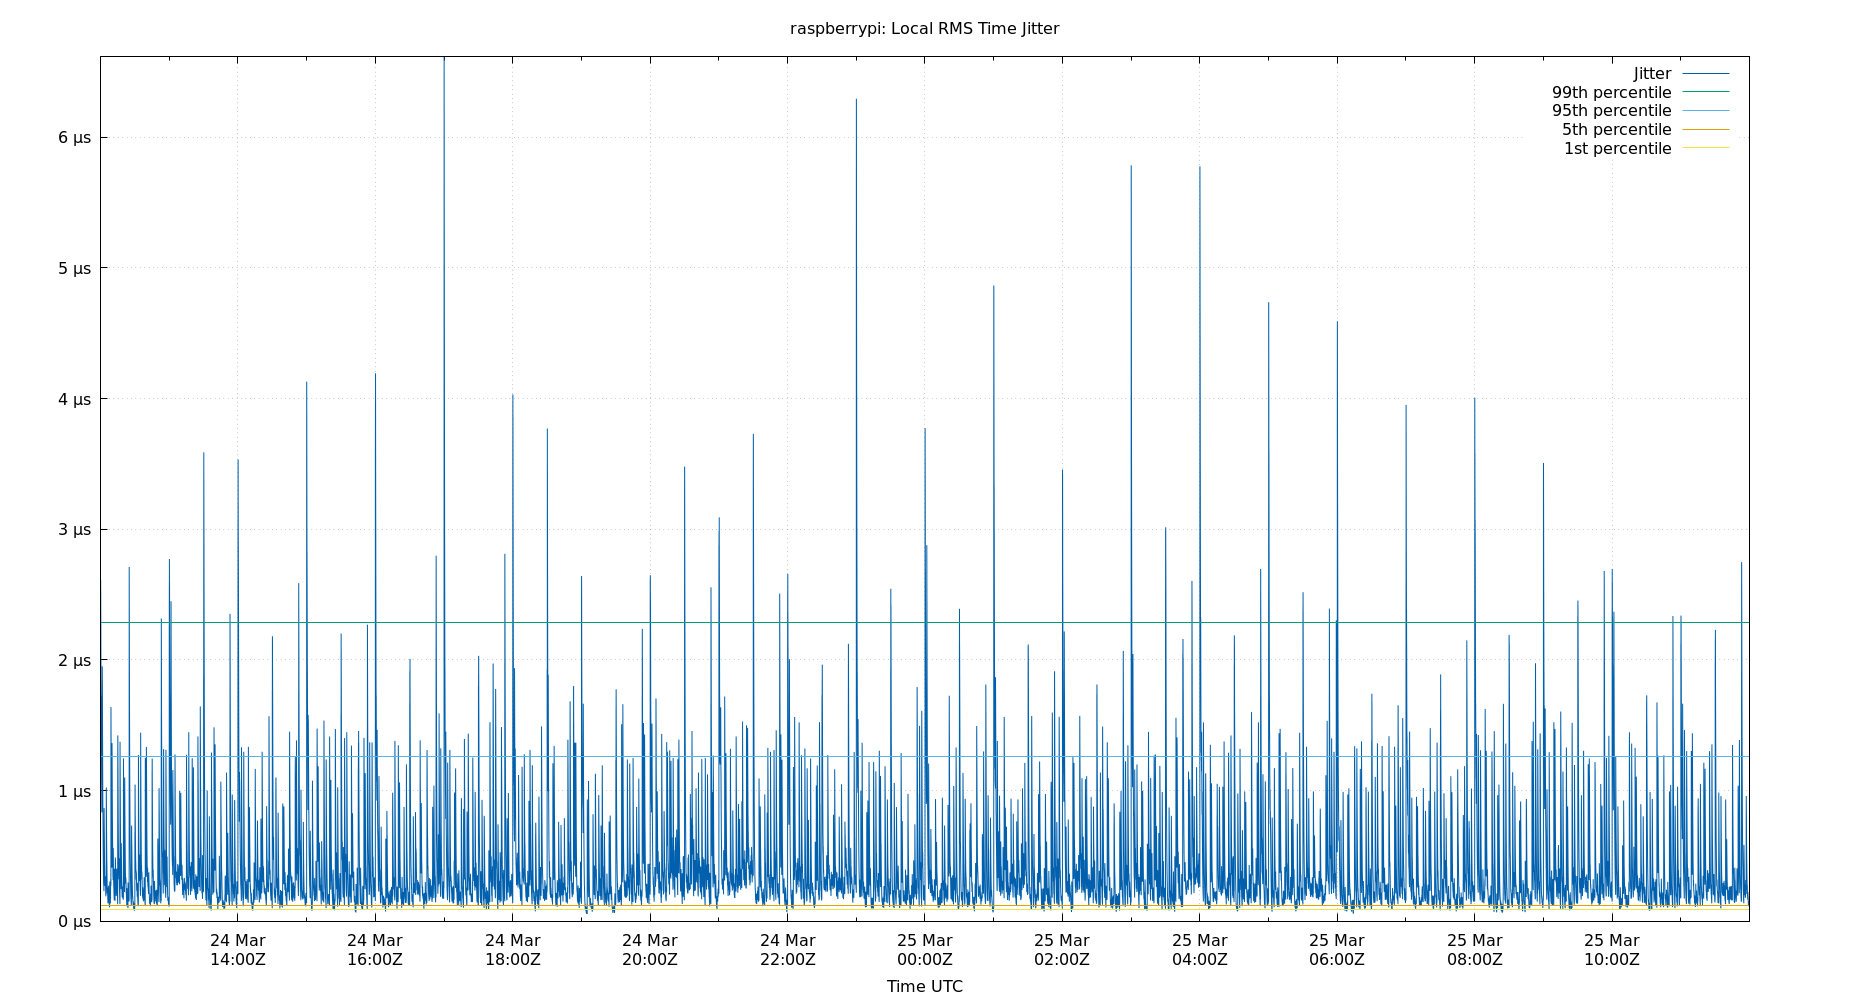 raspberrypi: Local RMS Time Jitter
Jitter
99th percentile
95th percentile
5th percentile
1st percentile
6 µs
5 µs
4 µs
3 µs
2 µs
1 µs
0 µs
24 Mar 24 Mar 24 Mar 24 Mar 24 Mar 25 Mar 25 Mar 25 Mar 25 Mar 25 Mar 25 Mar
14:00Z 16:00Z 18:00Z 20:00Z 22:00Z 00:00Z 02:00Z 04:00Z 06:00Z 08:00Z 10:00Z
Time UTC